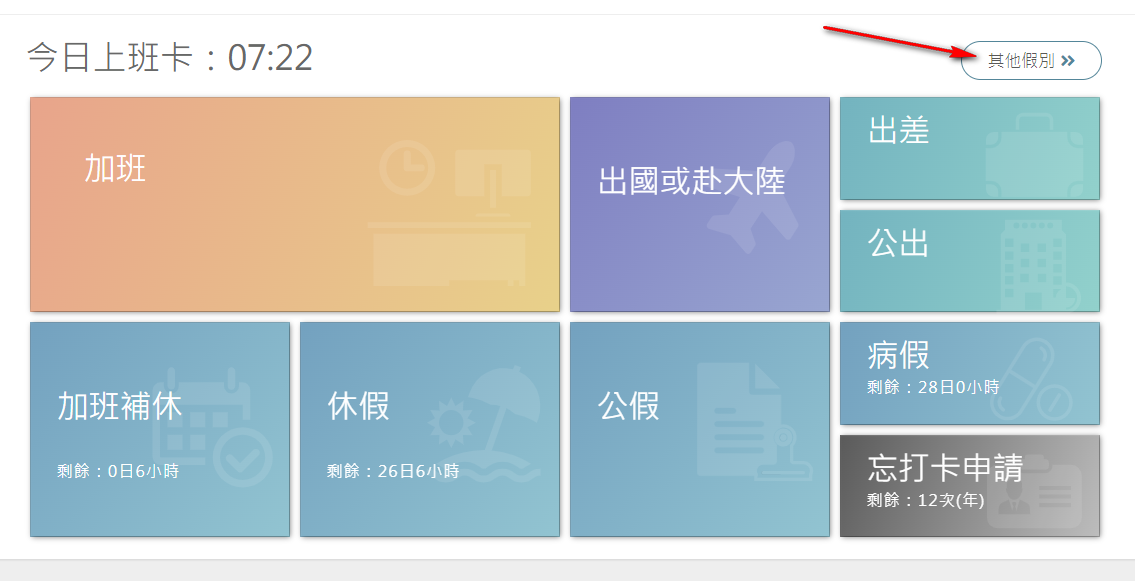 今日上班卡：07:22
其他假別 »
加班
出國或赴大陸
出差
公出
加班補休
剩餘：0日6小時
休假
剩餘：26日6小時
公假
病假
剩餘：28日0小時
忘打卡申請
剩餘：12次(年)